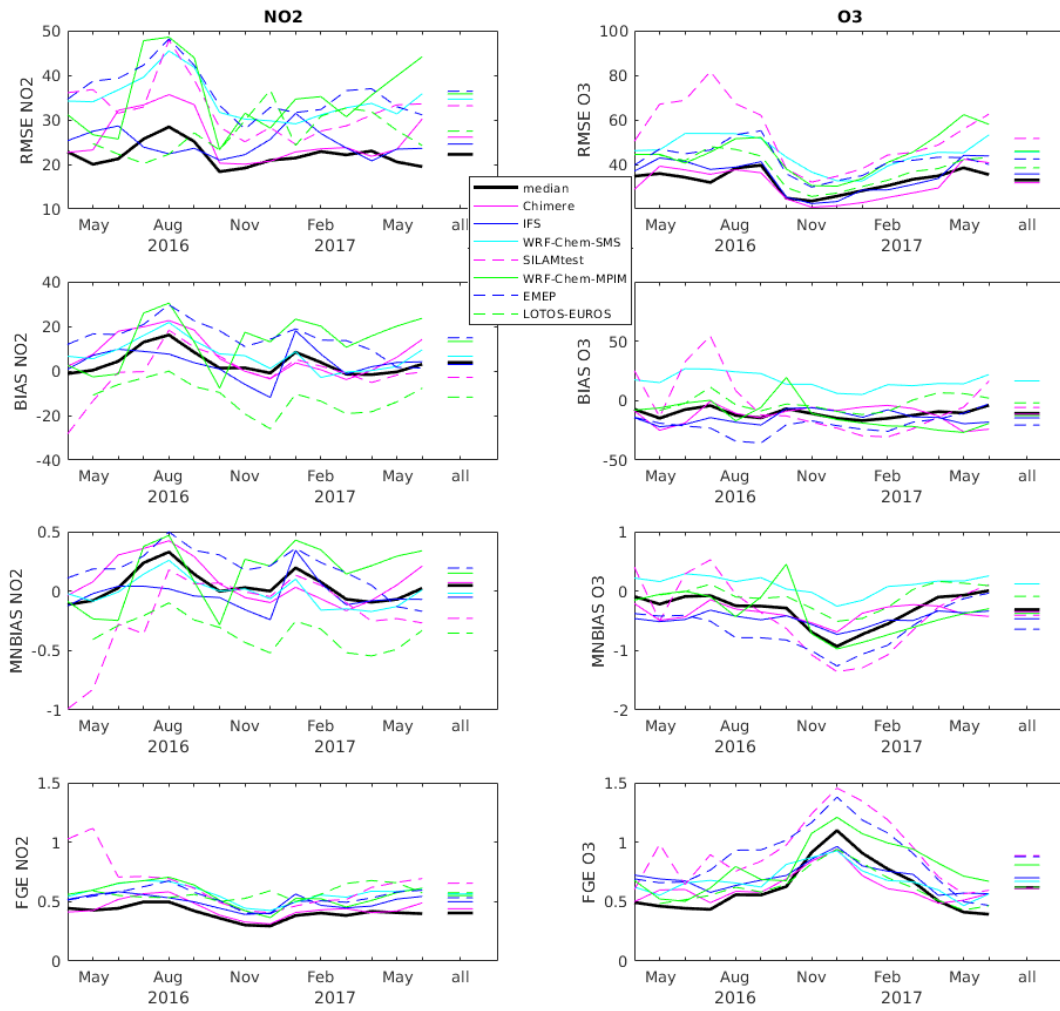 NO2
O3
50
40
30
20
10
RMSE NO2
May Aug Nov Feb May all
2016 2017
100
80
60
40
RMSE O3
May Aug Nov Feb May all
2016 2017
median
Chimere
IFS
WRF-Chem-SMS
SILAMtest
WRF-Chem-MPIM
EMEP
LOTOS-EUROS
40
20
0
-20
-40
BIAS NO2
May Aug Nov Feb May all
2016 2017
50
0
-50
BIAS O3
May Aug Nov Feb May all
2016 2017
0.5
0
-0.5
-1
MNBIAS NO2
May Aug Nov Feb May all
2016 2017
1
0
-1
-2
MNBIAS O3
May Aug Nov Feb May all
2016 2017
1.5
1
0.5
0
FGE NO2
May Aug Nov Feb May all
2016 2017
1.5
1
0.5
0
FGE O3
May Aug Nov Feb May all
2016 2017